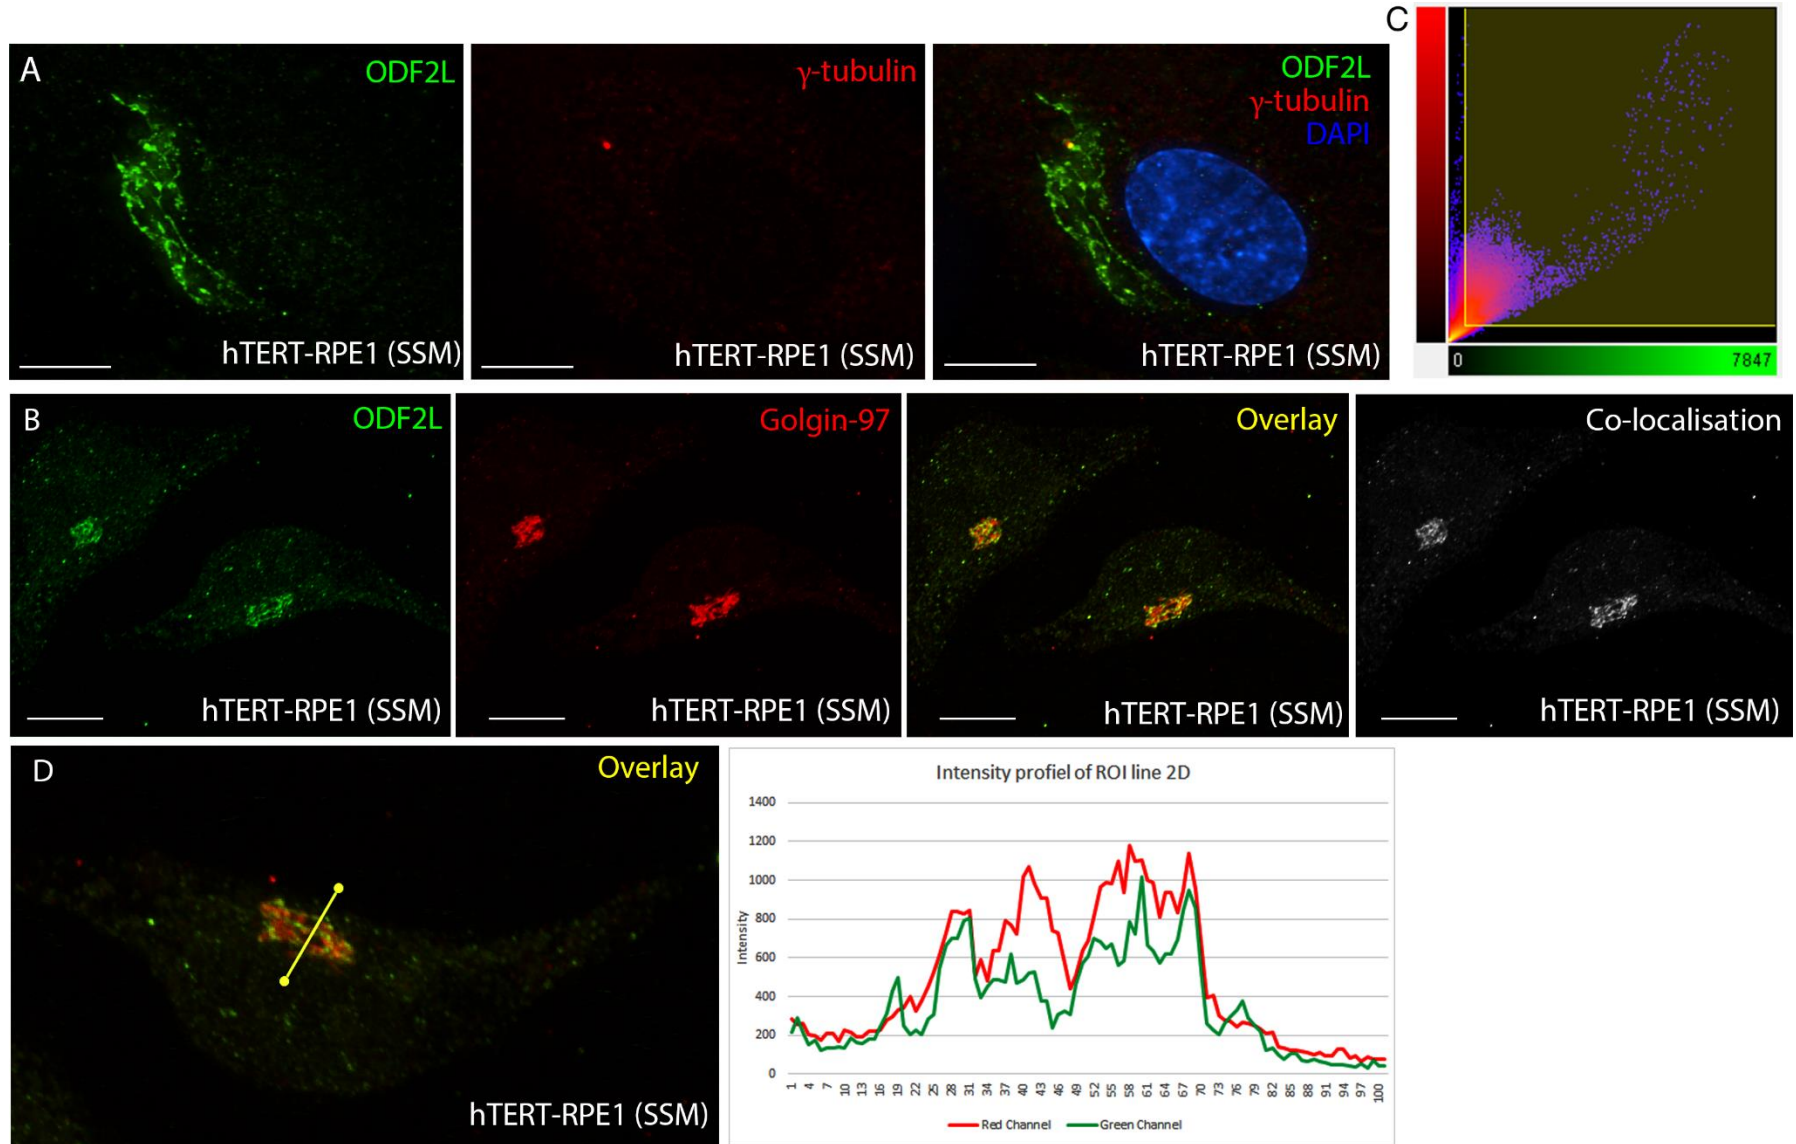 A
ODF2L
hTERT-RPE1 (SSM)
γ-tubulin
hTERT-RPE1 (SSM)
ODF2L
γ-tubulin
DAPI
hTERT-RPE1 (SSM)
C
0 7847
B
ODF2L
hTERT-RPE1 (SSM)
Golgin-97
hTERT-RPE1 (SSM)
Overlay
hTERT-RPE1 (SSM)
Co-localisation
hTERT-RPE1 (SSM)
D
Overlay
hTERT-RPE1 (SSM)
Intensity profiel of ROI line 2D
1400
1200
1000
800
600
400
200
0
Intensity
1 4 7 10 13 16 19 22 25 28 31 34 37 40 43 46 49 52 55 58 61 64 67 70 73 76 79 82 85 88 91 94 97 100
Red Channel Green Channel